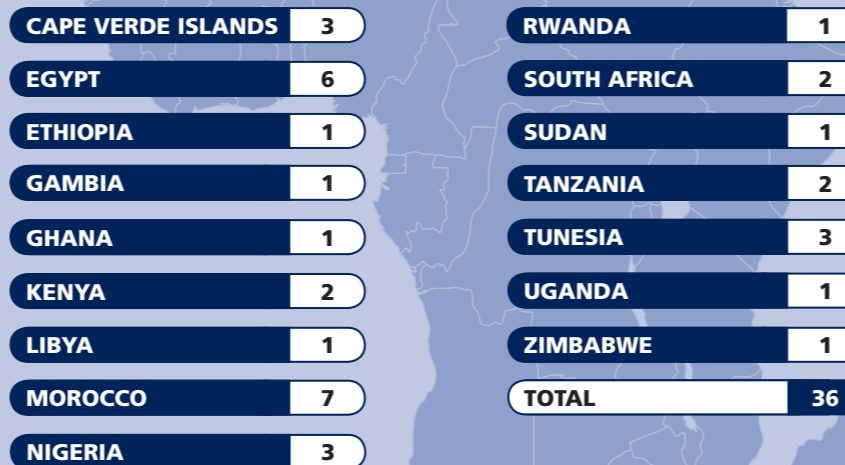 CAPE VERDE ISLANDS 3
EGYPT 6
ETHIOPIA 1
GAMBIA 1
GHANA 1
KENYA 2
LIBYA 1
MOROCCO 7
NIGERIA 3
RWANDA 1
SOUTH AFRICA 2
SUDAN 1
TANZANIA 2
TUNESIA 3
UGANDA 1
ZIMBABWE 1
TOTAL 36